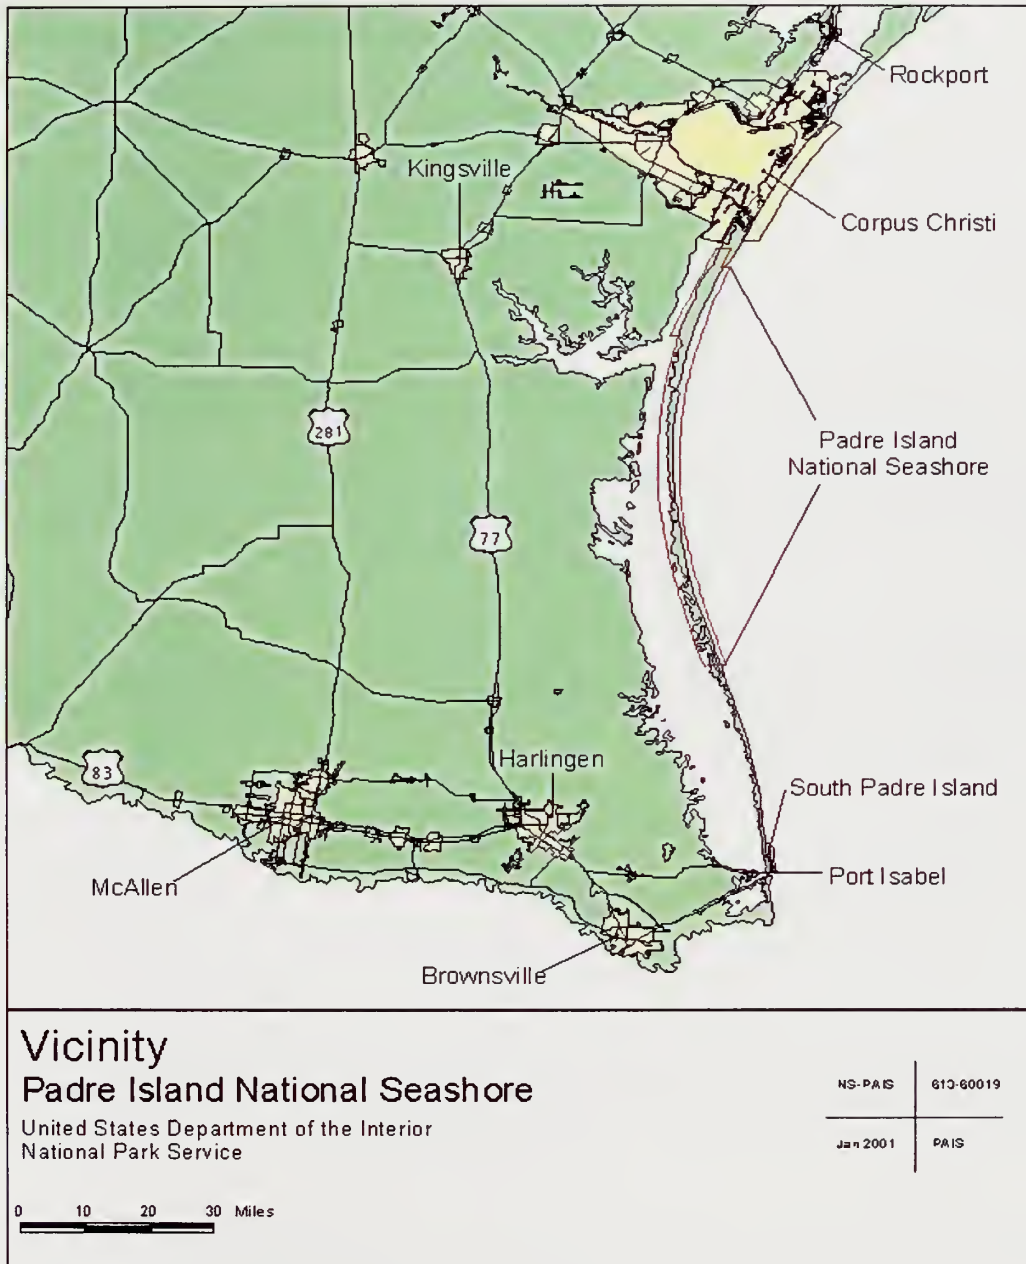 Rockport
Kingsville
Corpus Christi
Padre Island
National Seashore
281
77
83
Harlingen
South Padre Island
McAllen
Port Isabel
Brownsville
Vicinity
Padre Island National Seashore
United States Department of the Interior
National Park Service
NS-PAIS
613-60019
Jan 2001
PAIS
0 10 20 30 Miles